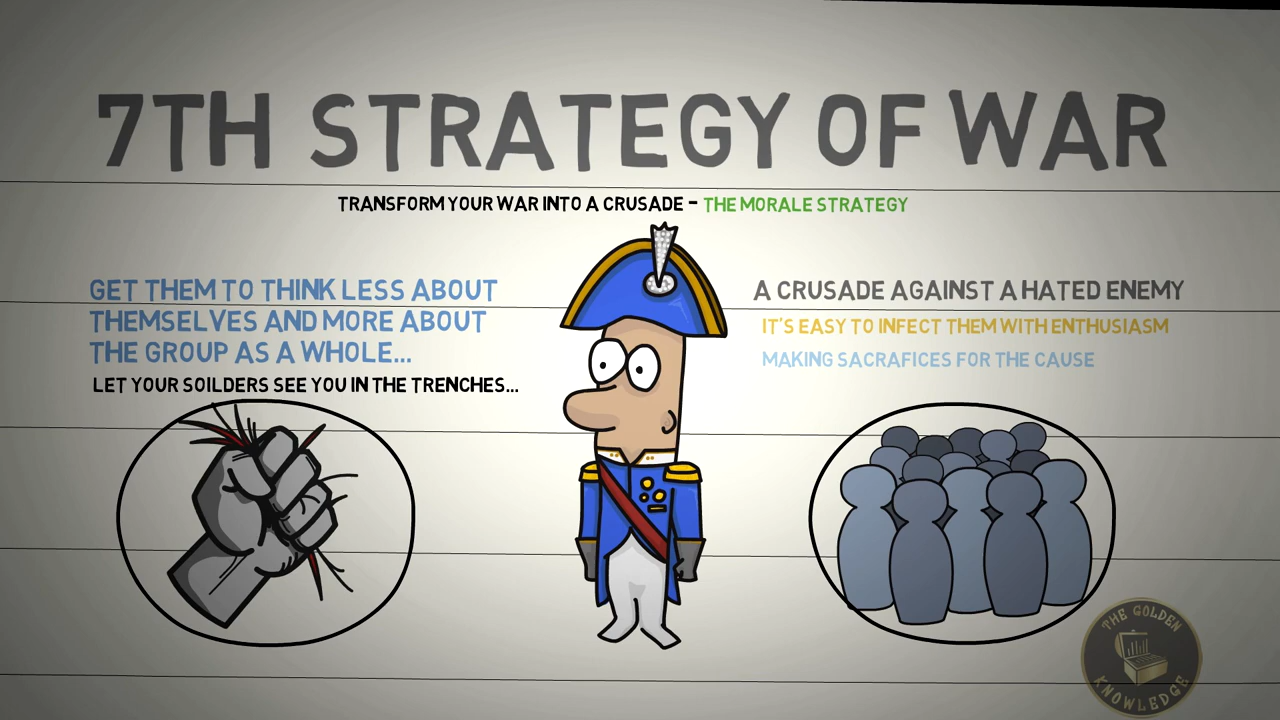 7TH STRATEGY OF WAR
TRANSFORM YOUR WAR INTO A CRUSADE - THE MORALE STRATEGY
GET THEM TO THINK LESS ABOUT
THEMSELVES AND MORE ABOUT
THE GROUP AS A WHOLE...
LET YOUR SOILDERS SEE YOU IN THE TRENCHES...
A CRUSADE AGAINST A HATED ENEMY
IT'S EASY TO INFECT THEM WITH ENTHUSIASM
MAKING SACRAFICES FOR THE CAUSE
THE GOLDEN
KNOWLEDGE